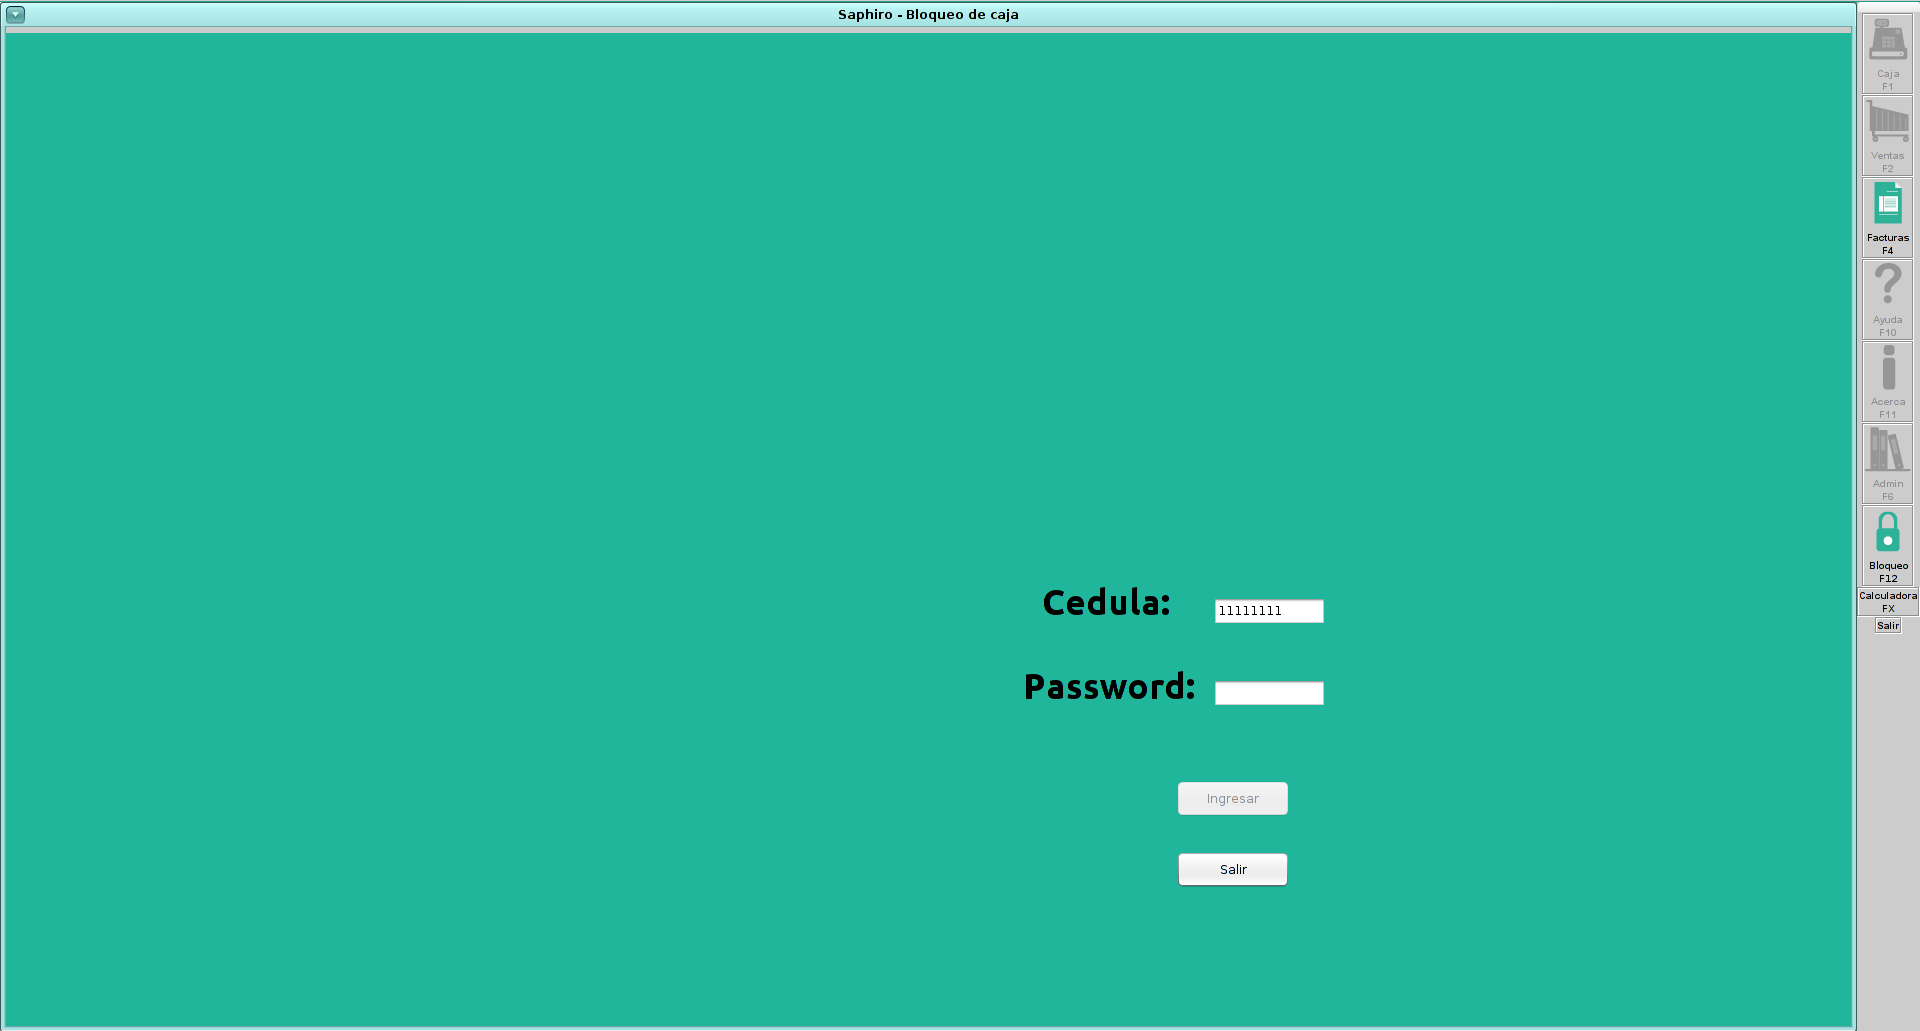 Saphiro - Bloqueo de caja
Caja
F1
Ventas
F2
Facturas
F4
Ayuda
F10
Acerca
F11
Admin
F6
Bloqueo
F12
Calculadora
FX
Salir
Cedula:
11111111
Password:
Ingresar
Salir